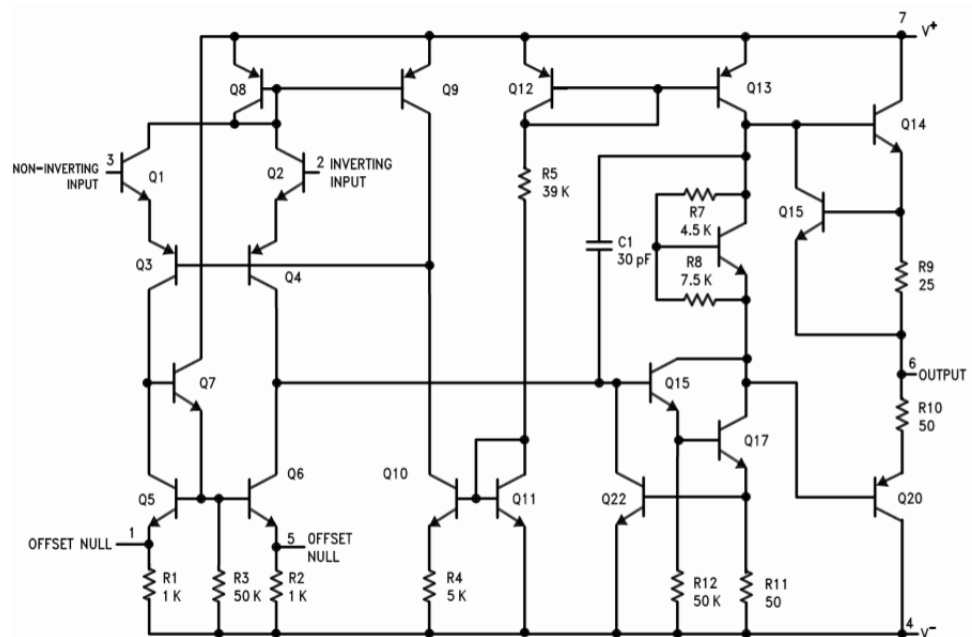 7
V+
Q8
Q9
Q12
Q13
Q14
3
NON-INVERTING
INPUT
Q1
Q2
2 INVERTING
INPUT
R5
39 K
R7
4.5 K
Q15
C1
30 pF
R8
7.5 K
R9
25
Q3
Q4
Q7
Q15
6
OUTPUT
R10
50
Q17
Q5
Q6
Q10
Q11
Q22
Q20
1
OFFSET NULL
5 OFFSET
NULL
R1
1 K
R3
50 K
R2
1 K
R4
5 K
R12
50 K
R11
50
4
V-